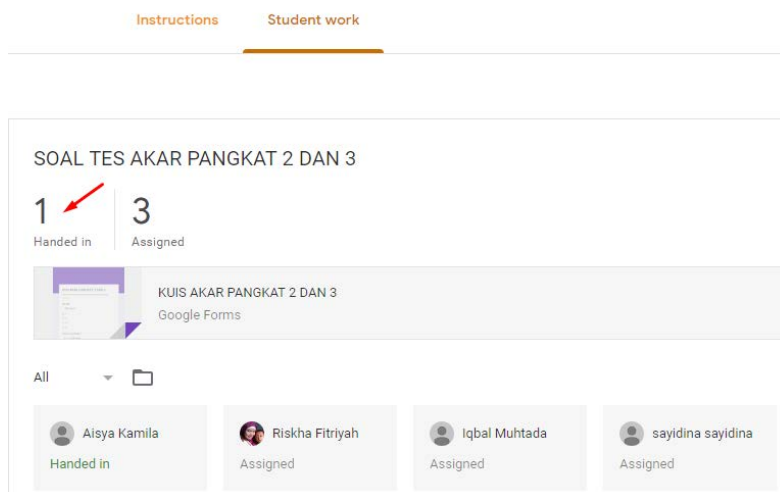 Instructions Student work
SOAL TES AKAR PANGKAT 2 DAN 3
1 3
Handed in Assigned
KUIS AKAR PANGKAT 2 DAN 3
Google Forms
All
Aisya Kamila Riskha Fitriyah Iqbal Muhtada sayidina sayidina
Handed in Assigned Assigned Assigned